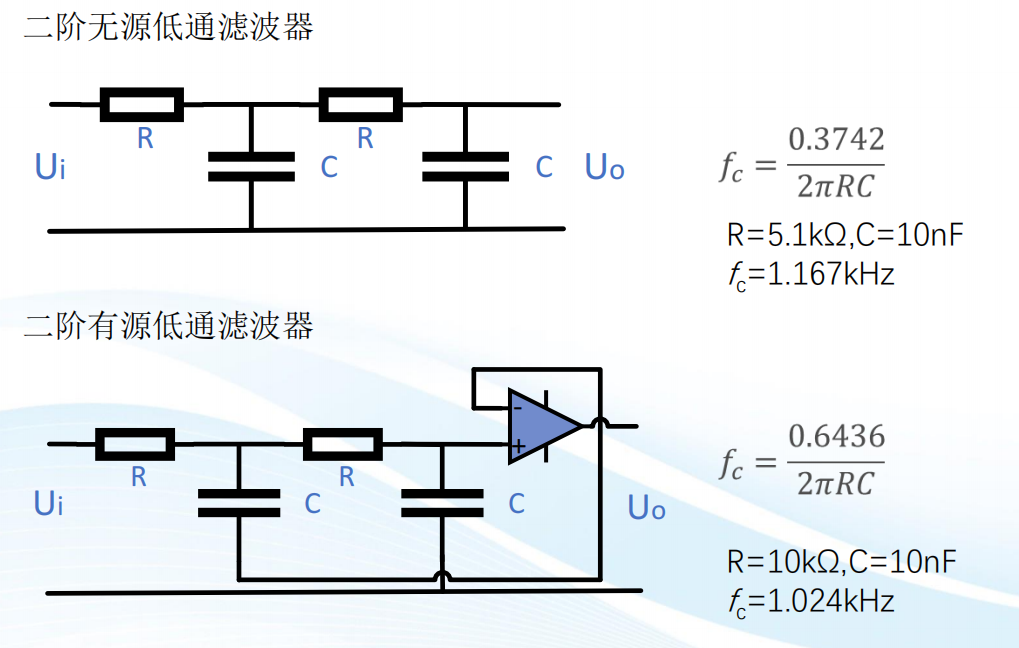 二阶无源低通滤波器
R
R
Ui
C
C
Uo
fc = 0.3742 / 2πRC
R=5.1kΩ,C=10nF
fc=1.167kHz
二阶有源低通滤波器
-
+
R
R
Ui
C
C
Uo
fc = 0.6436 / 2πRC
R=10kΩ,C=10nF
fc=1.024kHz